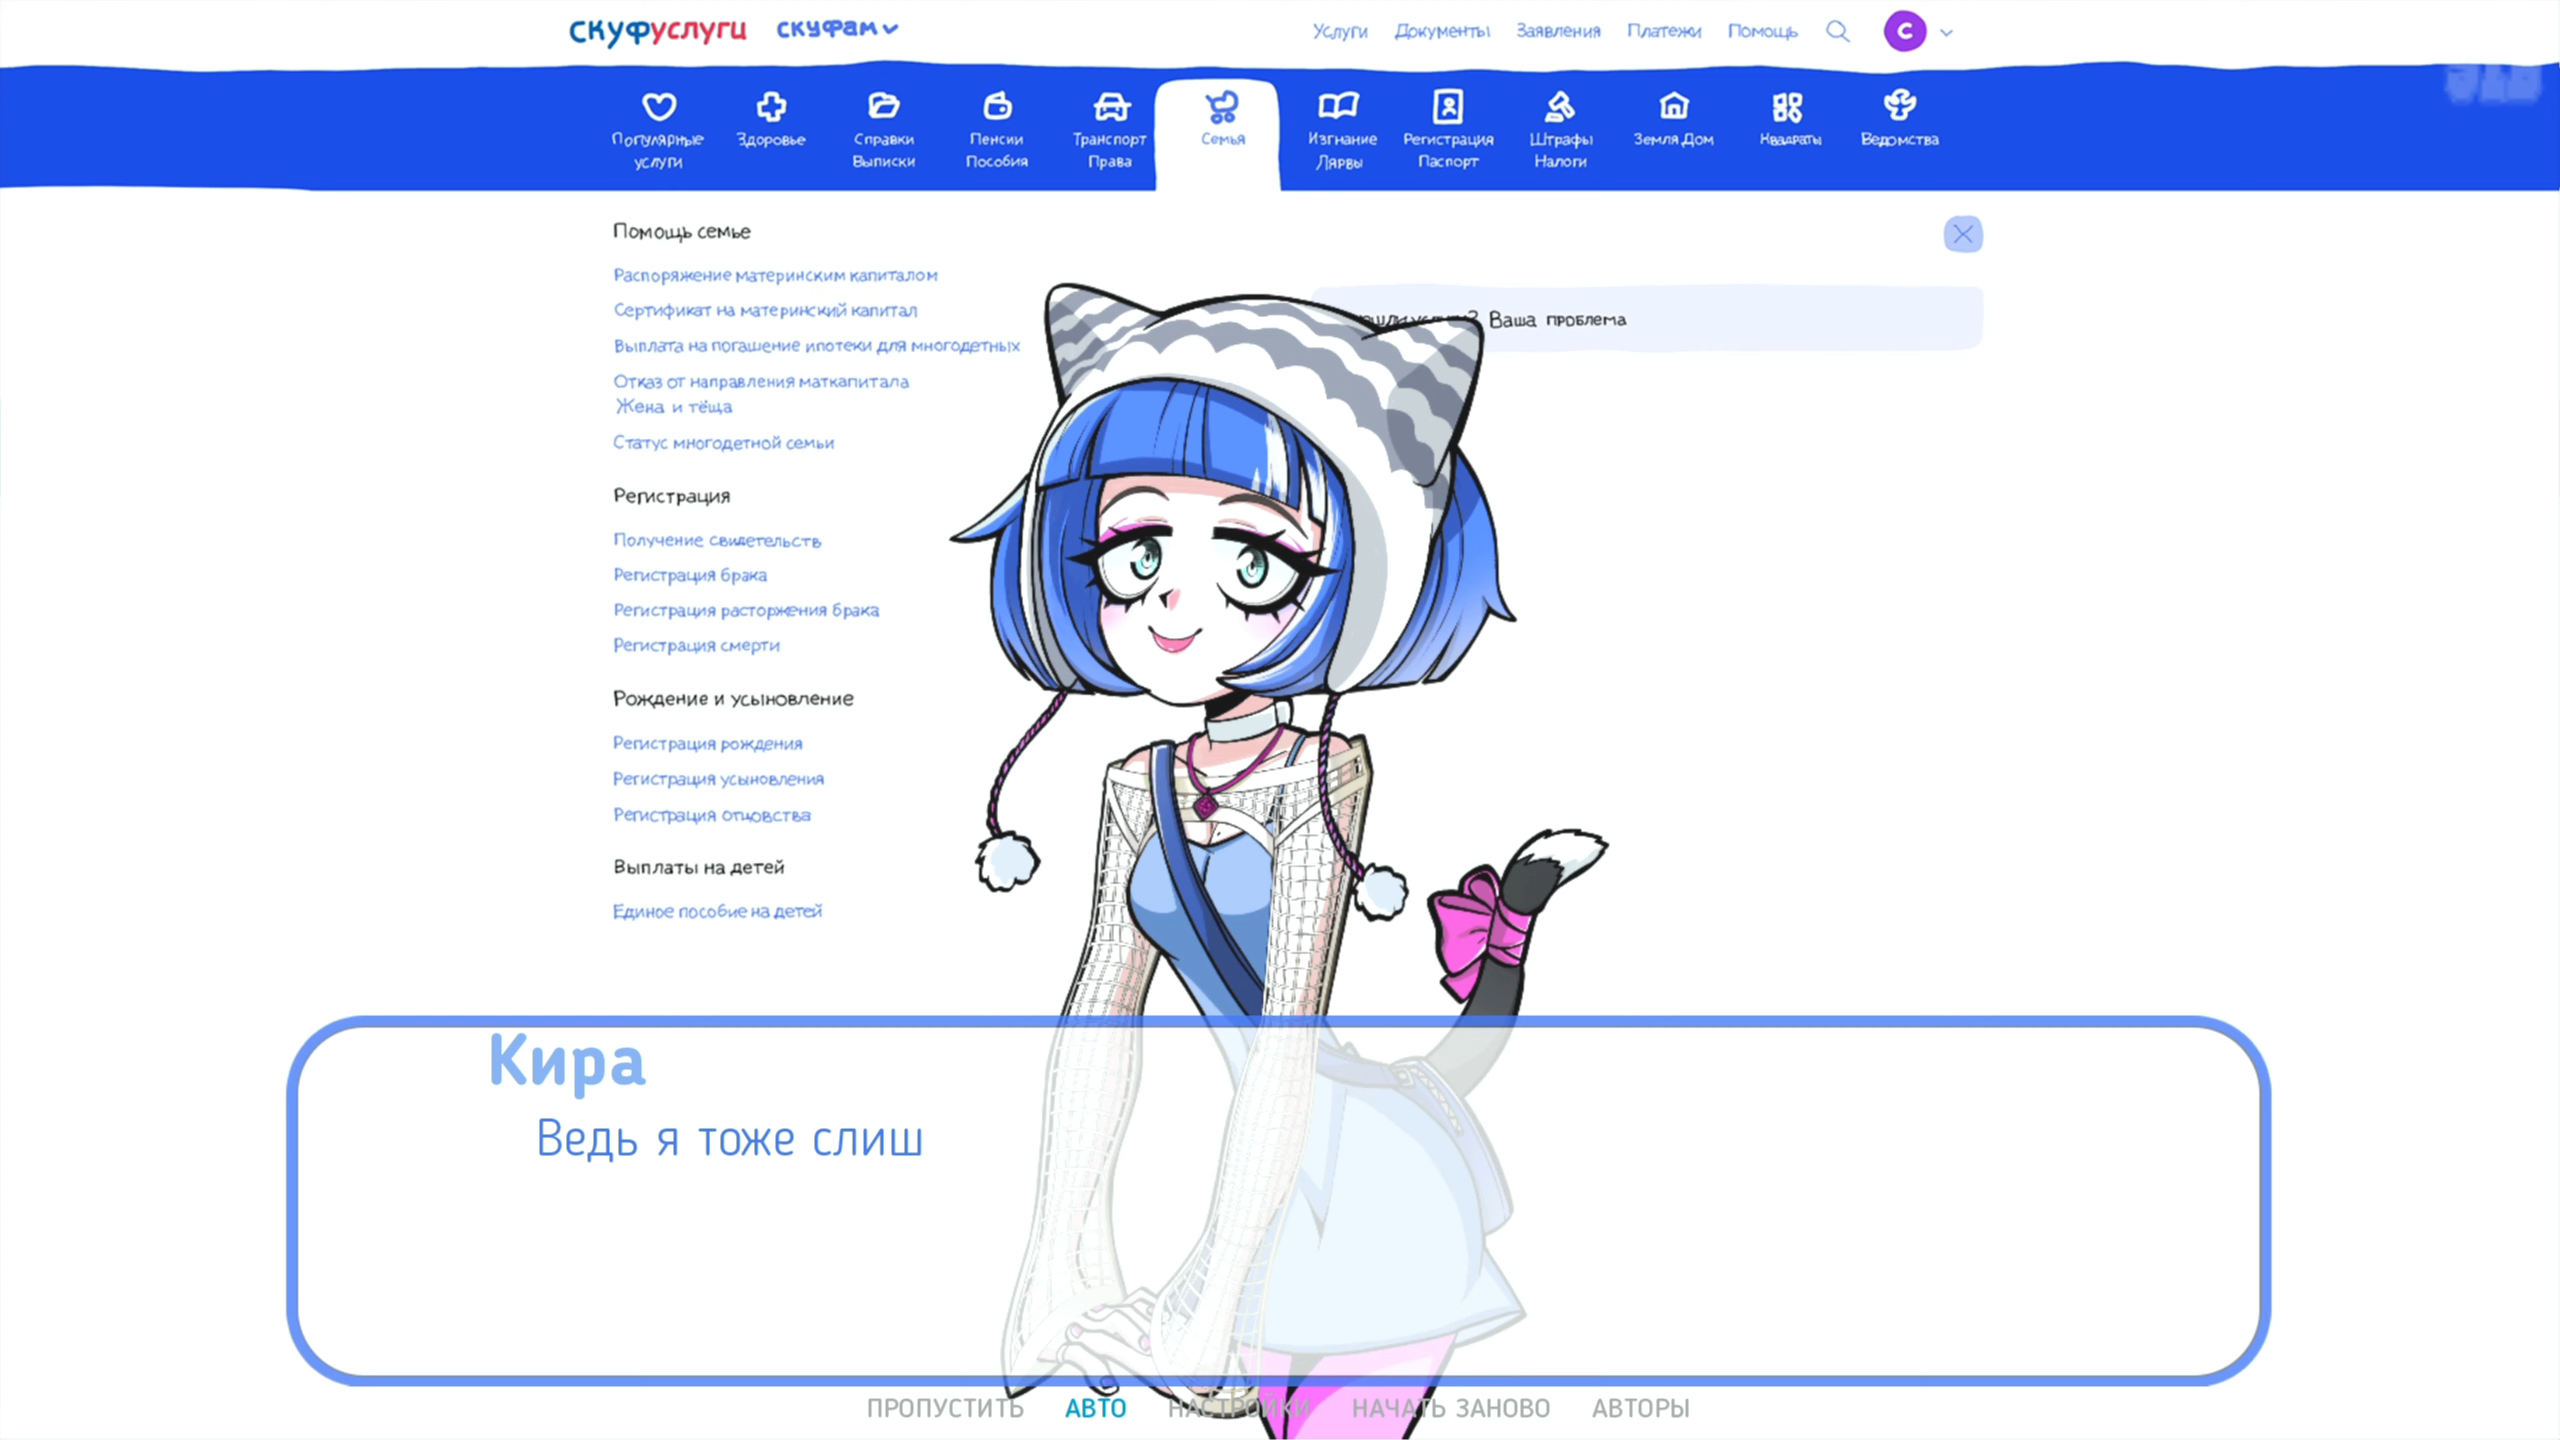 СКУФУСЛУГИ СКУФАМ
Услуги Документы Заявления Платежи Помощь С
Популярные услуги
Здоровье
Справки Выписки
Пенсии Пособия
Транспорт Права
Семья
Изгнание Лярвы
Регистрация Паспорт
Штрафы Налоги
Земля Дом
Квадраты
Ведомства
Помощь семье
Распоряжение материнским капиталом
Сертификат на материнский капитал
Выплата на погашение ипотеки для многодетных
Отказ от направления маткапитала
Жена и тёща
Статус многодетной семьи
Регистрация
Получение свидетельств
Регистрация брака
Регистрация расторжения брака
Регистрация смерти
Рождение и усыновление
Регистрация рождения
Регистрация усыновления
Регистрация отцовства
Выплаты на детей
Единое пособие на детей
Ваша проблема
Кира
Ведь я тоже слиш
ПРОПУСТИТЬ АВТО НАСТРОЙКИ НАЧАТЬ ЗАНОВО АВТОРЫ